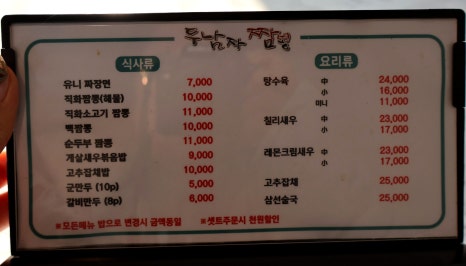 두남자 짬뽕
식사류
유니 짜장면 7,000
직화짬뽕(해물) 10,000
직화소고기 짬뽕 11,000
백짬뽕 10,000
순두부 짬뽕 11,000
게살새우볶음밥 9,000
고추잡채밥 10,000
군만두 (10p) 5,000
갈비만두 (8p) 6,000
요리류
탕수육 中 24,000
小 16,000
미니 11,000
칠리새우 中 23,000
小 17,000
레몬크림새우 中 23,000
小 17,000
고추잡채 25,000
삼선술국 25,000
※모든메뉴 밥으로 변경시 금액동일 ※셋트주문시 천원할인